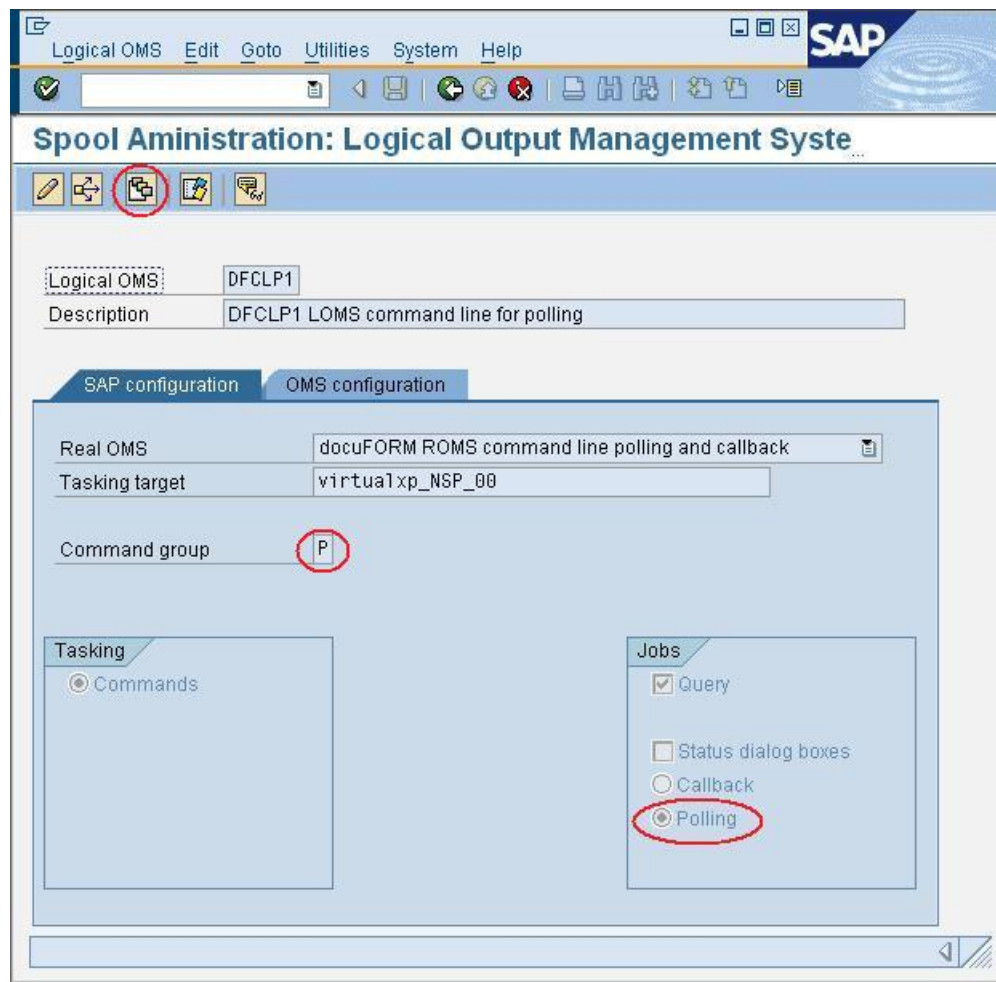 Logical OMS Edit Goto Utilities System Help
SAP
Spool Aministration: Logical Output Management Syste...
Logical OMS DFCLP1
Description DFCLP1 LOMS command line for polling
SAP configuration OMS configuration
Real OMS docuFORM ROMS command line polling and callback
Tasking target virtualxp_NSP_00
Command group P
Tasking Jobs
Commands Query
Status dialog boxes
Callback
Polling